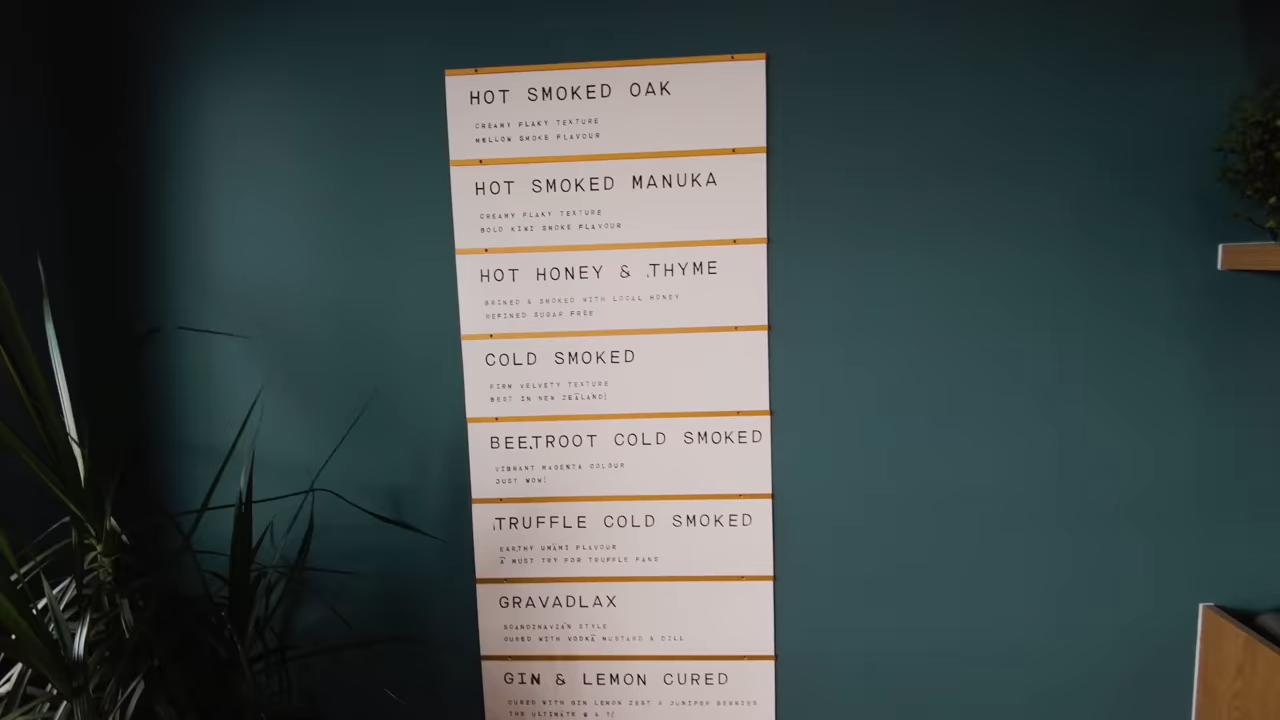 HOT SMOKED OAK
CREAMY FLAKY TEXTURE
MELLOW SMOKE FLAVOUR
HOT SMOKED MANUKA
CREAMY FLAKY TEXTURE
BOLD KIWI SMOKE FLAVOUR
HOT HONEY & THYME
BRINED & SMOKED WITH LOCAL HONEY
REFINED SUGAR FREE
COLD SMOKED
FIRM VELVETY TEXTURE
BEST IN NEW ZEALAND!
BEETROOT COLD SMOKED
VIBRANT MAGENTA COLOUR
JUST WOW!
TRUFFLE COLD SMOKED
EARTHY UMAMI FLAVOUR
A MUST TRY FOR TRUFFLE FANS
GRAVADLAX
SCANDINAVIAN STYLE
CURED WITH VODKA MUSTARD & DILL
GIN & LEMON CURED
CURED WITH GIN LEMON ZEST & JUNIPER BERRIES
THE ULTIMATE G & T!